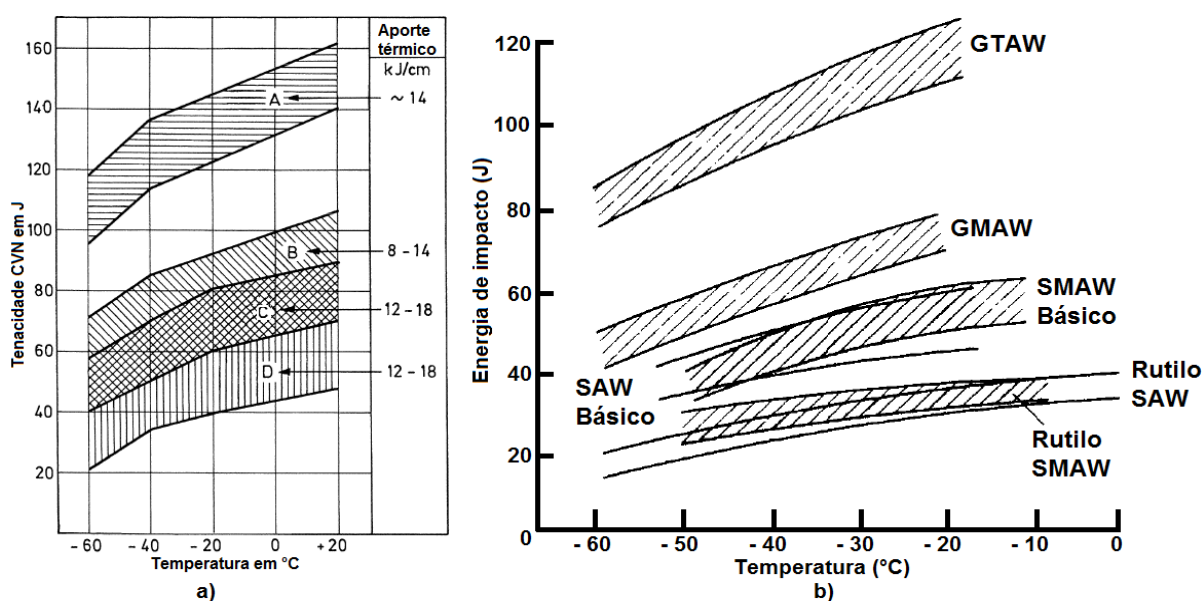 Tenacidade CVN em J
160
140
120
100
80
60
40
20
- 60
- 40
- 20
0
+ 20
Temperatura em °C
A
B
C
D
Aporte
térmico
kJ/cm
~ 14
8 – 14
12 – 18
12 – 18
a)
Energia de impacto (J)
120
100
80
60
40
20
0
- 60
- 50
- 40
- 30
- 20
- 10
0
Temperatura (°C)
GTAW
GMAW
SMAW
Básico
SAW
Básico
Rutilo
SAW
Rutilo
SMAW
b)